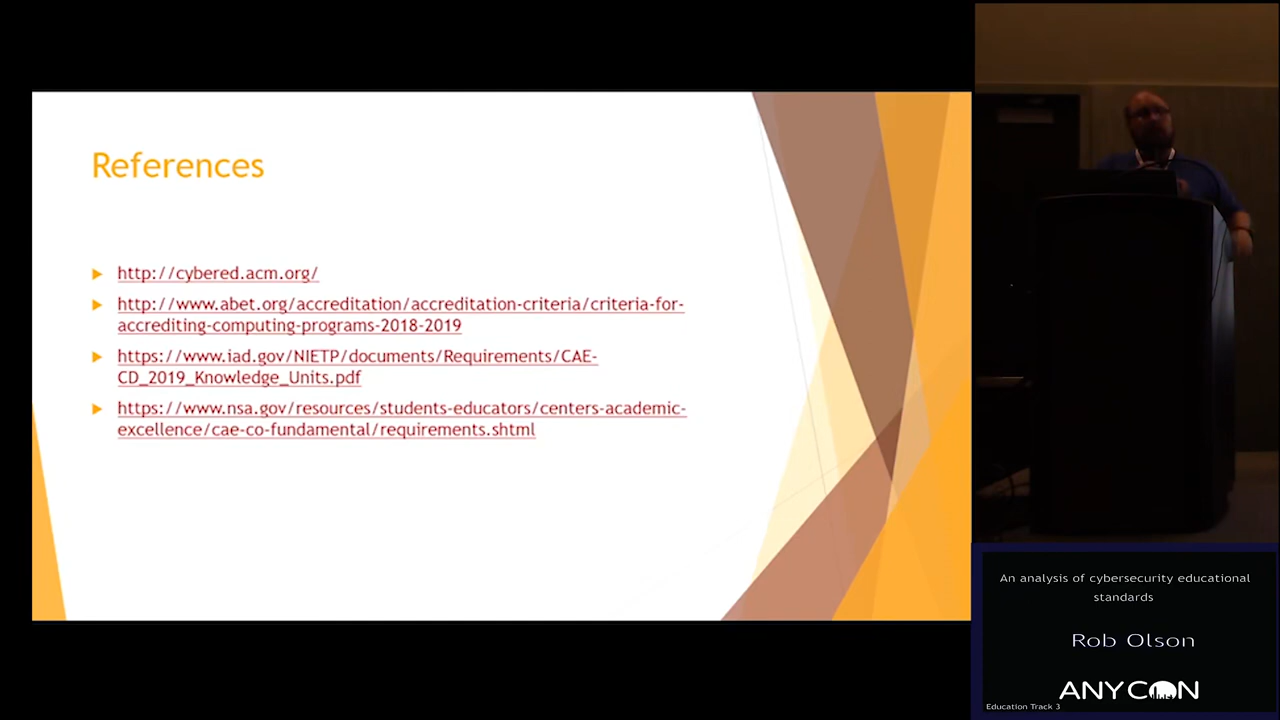 References
http://cybered.acm.org/
http://www.abet.org/accreditation/accreditation-criteria/criteria-for-
accrediting-computing-programs-2018-2019
https://www.iad.gov/NIETP/documents/Requirements/CAE-
CD_2019_Knowledge_Units.pdf
https://www.nsa.gov/resources/students-educators/centers-academic-
excellence/cae-co-fundamental/requirements.shtml
An analysis of cybersecurity educational
standards
Rob Olson
ANYCON
Education Track 3